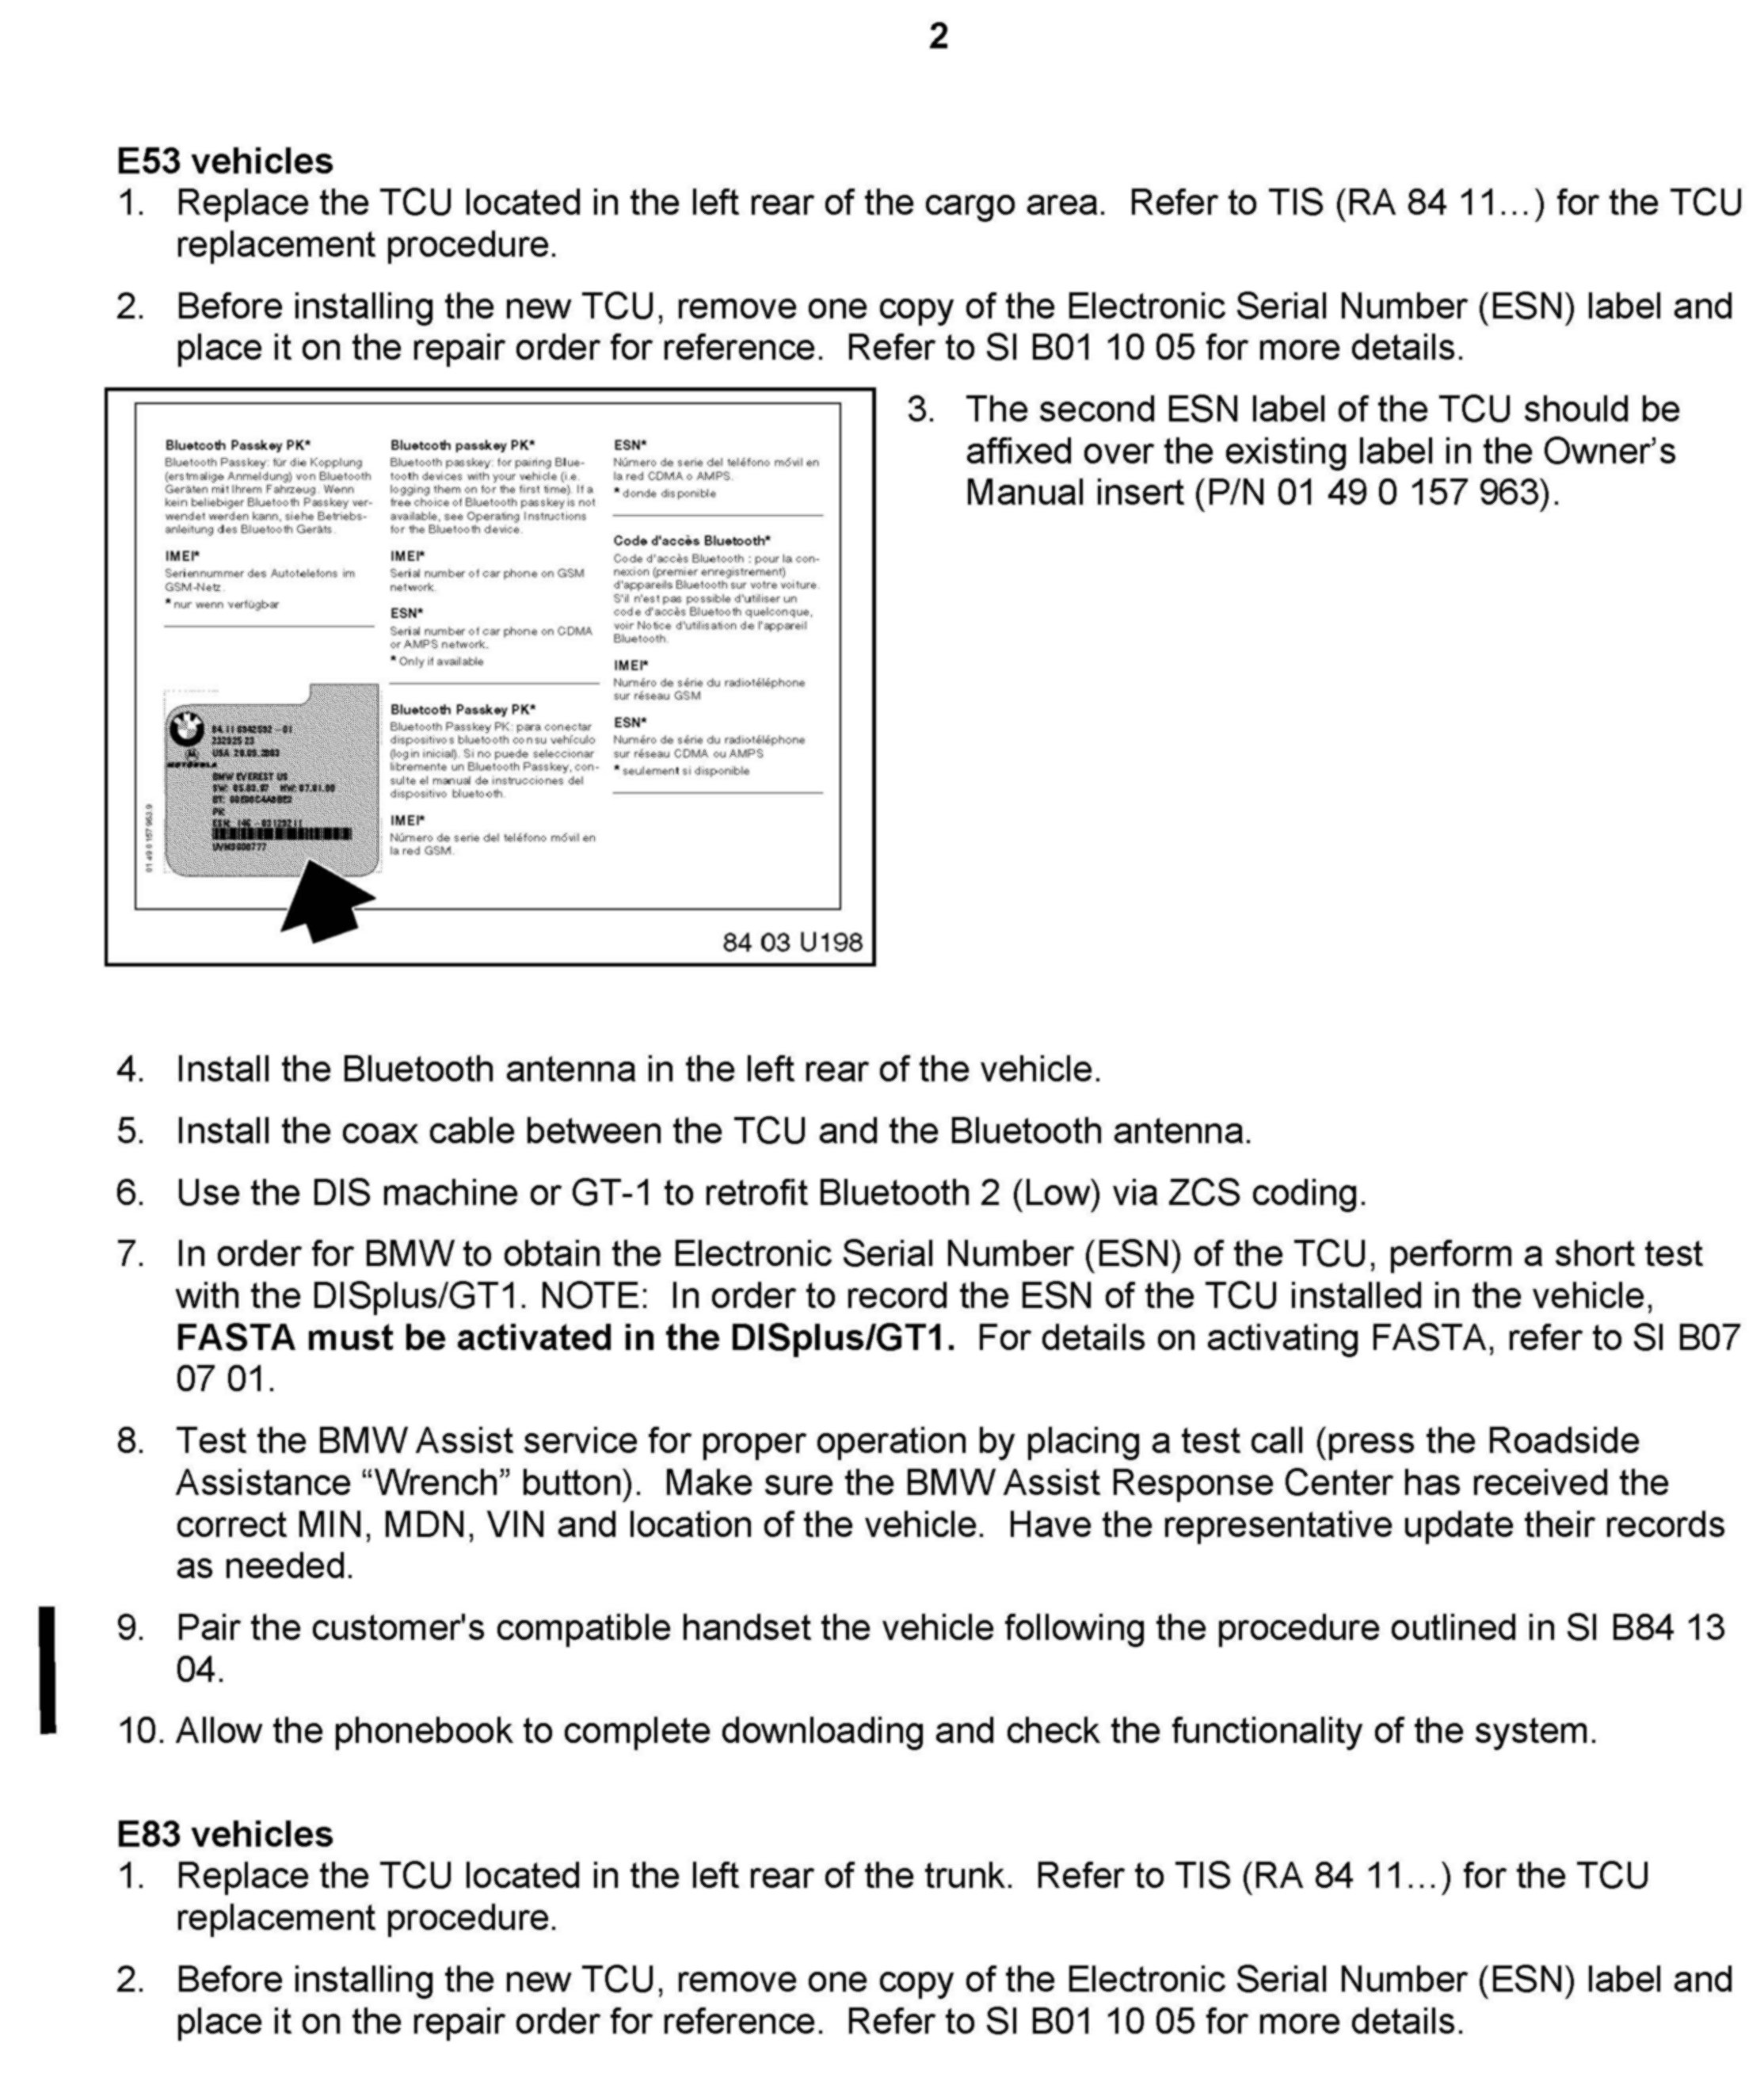 2
E53 vehicles
1. Replace the TCU located in the left rear of the cargo area. Refer to TIS (RA 84 11...) for the TCU
replacement procedure.
2. Before installing the new TCU, remove one copy of the Electronic Serial Number (ESN) label and
place it on the repair order for reference. Refer to SI B01 10 05 for more details.
Bluetooth Passkey PK*
Bluetooth Passkey: für die Kopplung
(erstmalige Anmeldung) von Bluetooth
Geräten mit Ihrem Fahrzeug. Wenn
kein beliebiger Bluetooth Passkey ver-
wendet werden kann, siehe Betriebs-
anleitung des Bluetooth Geräts.
IMEI*
Seriennummer des Autotelefons im
GSM-Netz.
* nur wenn verfügbar
84.11 6942592 - 01
232925 23
USA 26.05.2003
MOTOROLA
BMW EVEREST US
PK:
UVM3000777
01 49 0 157 963 9
Bluetooth passkey PK*
Bluetooth passkey: for pairing Blue-
tooth devices with your vehicle (i.e.
logging them on for the first time). If a
free choice of Bluetooth passkey is not
available, see Operating Instructions
for the Bluetooth device.
IMEI*
Serial number of car phone on GSM
network.
ESN*
Serial number of car phone on CDMA
or AMPS network.
* Only if available
Bluetooth Passkey PK*
Bluetooth Passkey PK: para conectar
dispositivos bluetooth con su vehículo
(login inicial). Si no puede seleccionar
libremente un Bluetooth Passkey, con-
sulte el manual de instrucciones del
dispositivo bluetooth.
IMEI*
Número de serie del teléfono móvil en
la red GSM.
ESN*
Número de serie del teléfono móvil en
la red CDMA o AMPS.
* donde disponible
Code d'accès Bluetooth*
Code d'accès Bluetooth : pour la con-
nexion (premier enregistrement)
d'appareils Bluetooth sur votre voiture.
S'il n'est pas possible d'utiliser un
code d'accès Bluetooth quelconque,
voir Notice d'utilisation de l'appareil
Bluetooth.
IMEI*
Numéro de série du radiotéléphone
sur réseau GSM
ESN*
Numéro de série du radiotéléphone
sur réseau CDMA ou AMPS
* seulement si disponible
84 03 U198
3. The second ESN label of the TCU should be
affixed over the existing label in the Owner's
Manual insert (P/N 01 49 0 157 963).
4. Install the Bluetooth antenna in the left rear of the vehicle.
5. Install the coax cable between the TCU and the Bluetooth antenna.
6. Use the DIS machine or GT-1 to retrofit Bluetooth 2 (Low) via ZCS coding.
7. In order for BMW to obtain the Electronic Serial Number (ESN) of the TCU, perform a short test
with the DISplus/GT1. NOTE: In order to record the ESN of the TCU installed in the vehicle,
FASTA must be activated in the DISplus/GT1. For details on activating FASTA, refer to SI B07
07 01.
8. Test the BMW Assist service for proper operation by placing a test call (press the Roadside
Assistance “Wrench” button). Make sure the BMW Assist Response Center has received the
correct MIN, MDN, VIN and location of the vehicle. Have the representative update their records
as needed.
9. Pair the customer's compatible handset the vehicle following the procedure outlined in SI B84 13
04.
10. Allow the phonebook to complete downloading and check the functionality of the system.
E83 vehicles
1. Replace the TCU located in the left rear of the trunk. Refer to TIS (RA 84 11...) for the TCU
replacement procedure.
2. Before installing the new TCU, remove one copy of the Electronic Serial Number (ESN) label and
place it on the repair order for reference. Refer to SI B01 10 05 for more details.